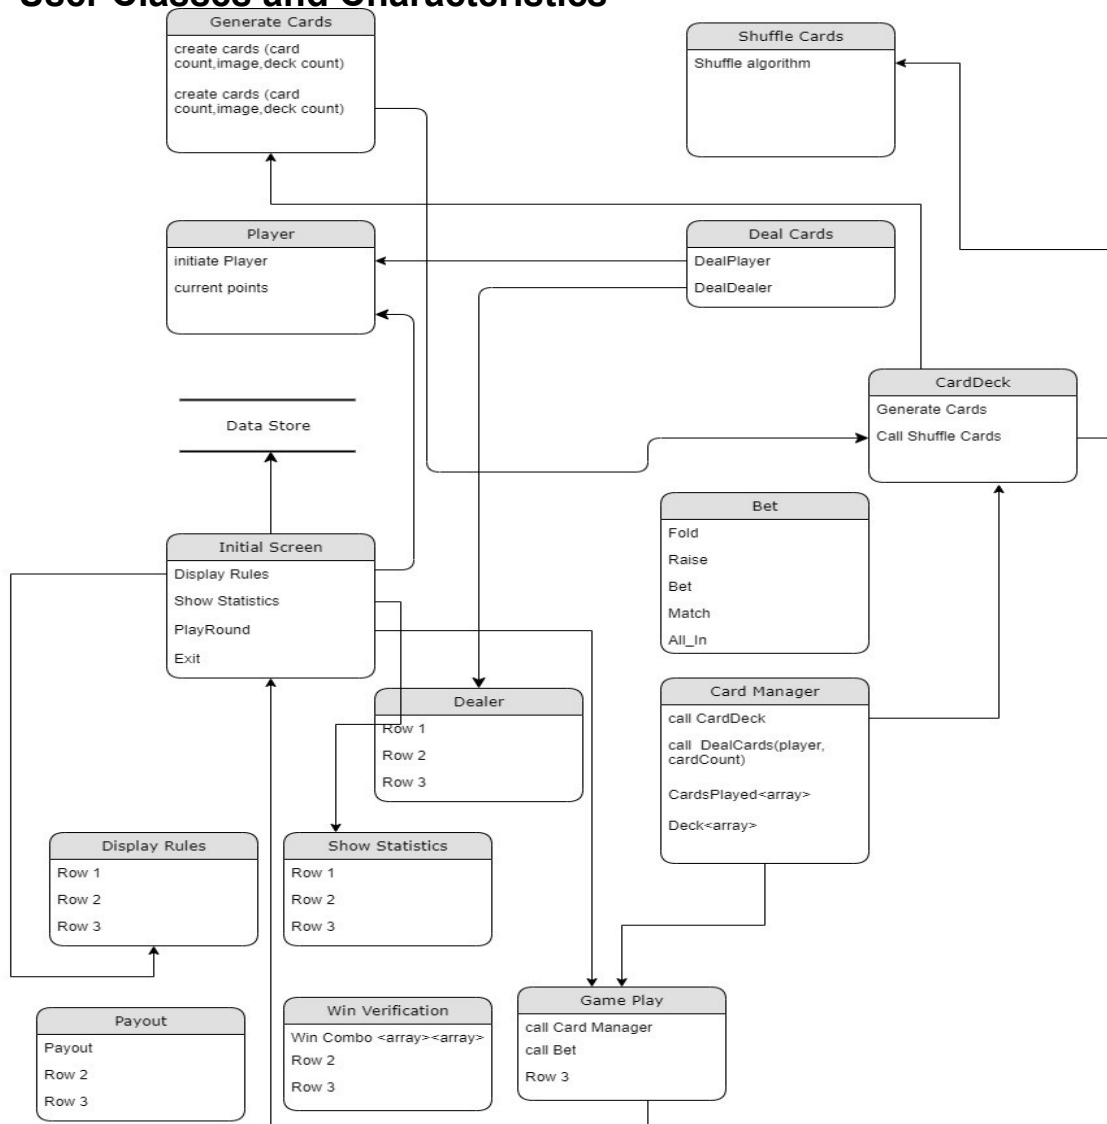 User Classes and Characteristics
Generate Cards
create cards (card
count,image,deck count)
create cards (card
count,image,deck count)
Shuffle Cards
Shuffle algorithm
Player
initiate Player
current points
Deal Cards
DealPlayer
DealDealer
Data Store
CardDeck
Generate Cards
Call Shuffle Cards
Bet
Fold
Raise
Bet
Match
All_In
Initial Screen
Display Rules
Show Statistics
PlayRound
Exit
Dealer
Row 1
Row 2
Row 3
Card Manager
call CardDeck
call DealCards(player,
cardCount)
CardsPlayed<array>
Deck<array>
Display Rules
Row 1
Row 2
Row 3
Show Statistics
Row 1
Row 2
Row 3
Payout
Payout
Row 2
Row 3
Win Verification
Win Combo <array><array>
Row 2
Row 3
Game Play
call Card Manager
call Bet
Row 3